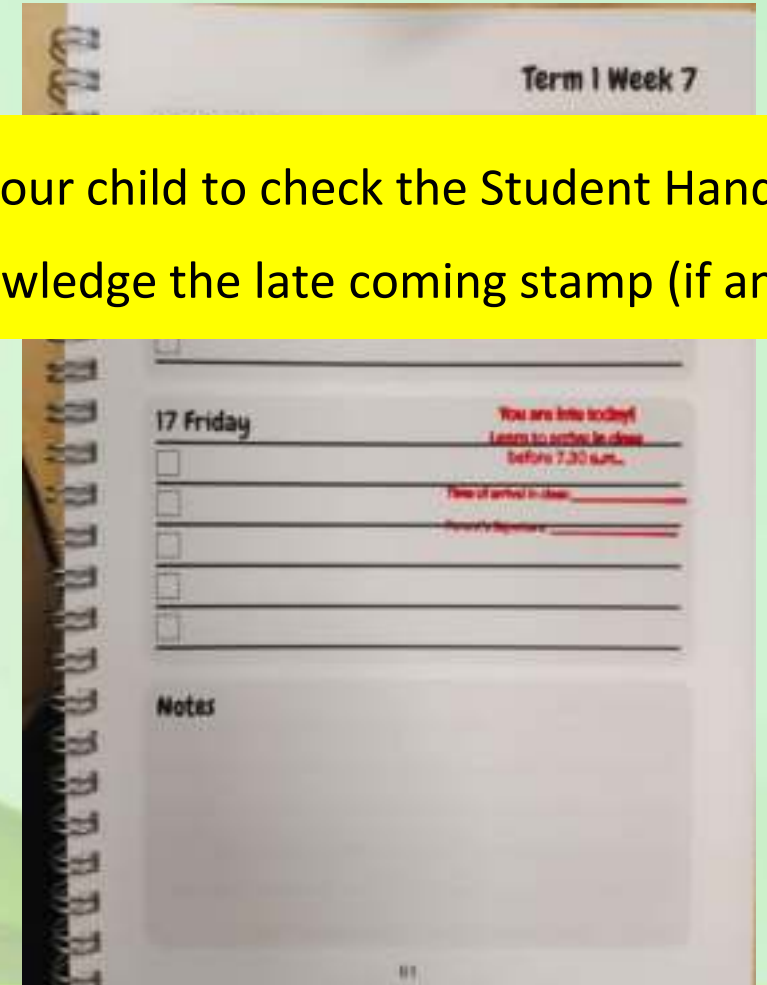 Term 1 Week 7
our child to check the Student Hand
wledge the late coming stamp (if an
17 Friday
You are late today!
Learn to arrive in class
before 7.30 a.m.
Time of arrival in class:
Parent's Signature:
Notes